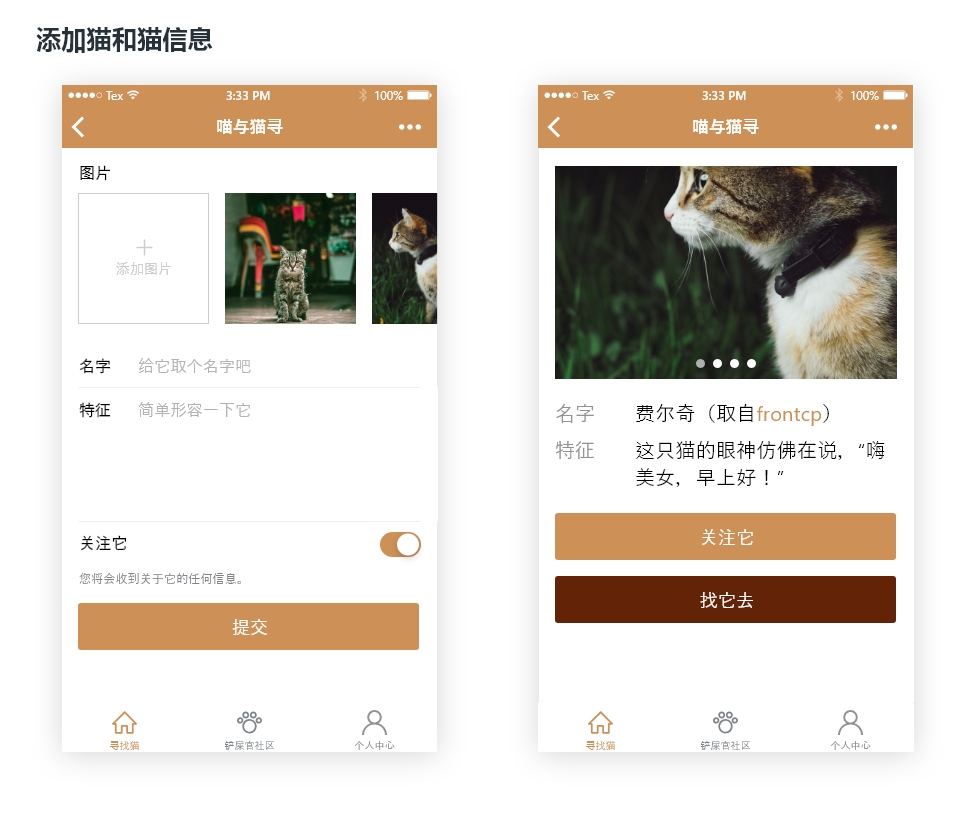 添加猫和猫信息
Tex 3:33 PM 100%
喵与猫寻
图片
添加图片
名字 给它取个名字吧
特征 简单形容一下它
关注它
您将会收到关于它的任何信息。
提交
寻找猫 铲屎官社区 个人中心
Tex 3:33 PM 100%
喵与猫寻
名字 费尔奇（取自frontcp）
特征 这只猫的眼神仿佛在说，“嗨
美女，早上好！”
关注它
找它去
寻找猫 铲屎官社区 个人中心